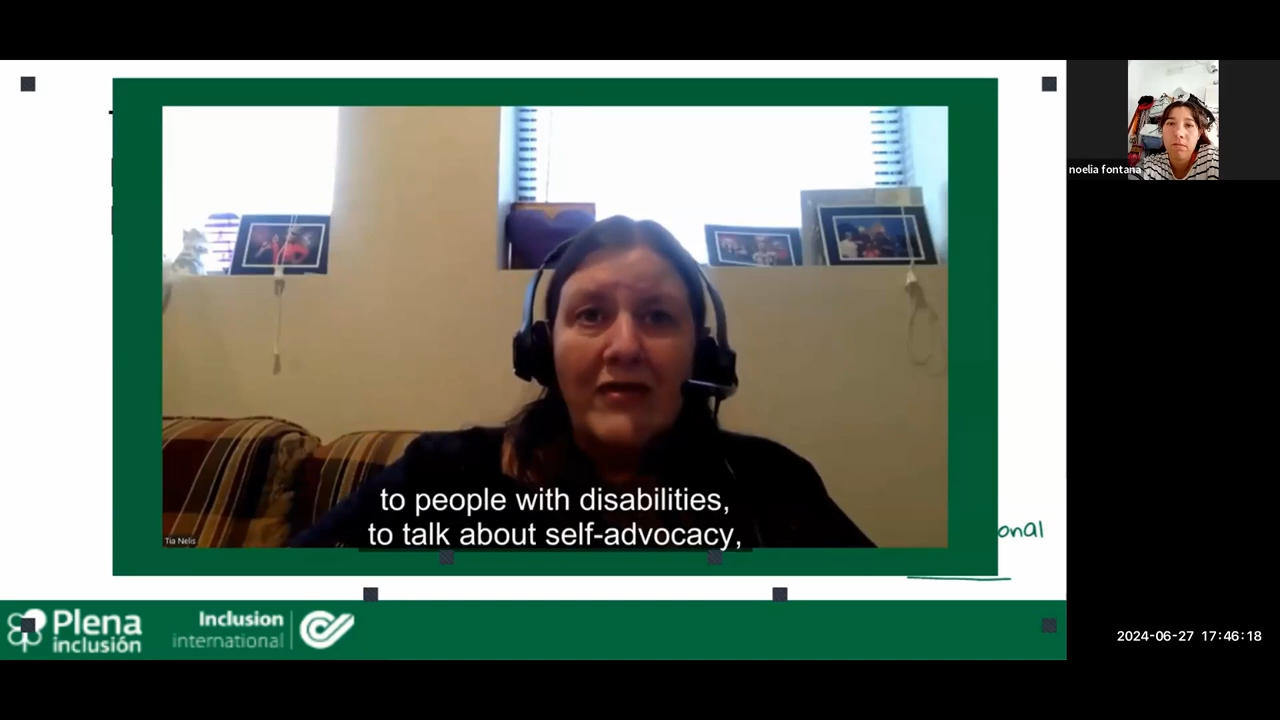 noelia fontana
Tia Nelis
to people with disabilities,
to talk about self-advocacy,
onal
Plena
inclusión
Inclusion
international
2024-06-27 17:46:18